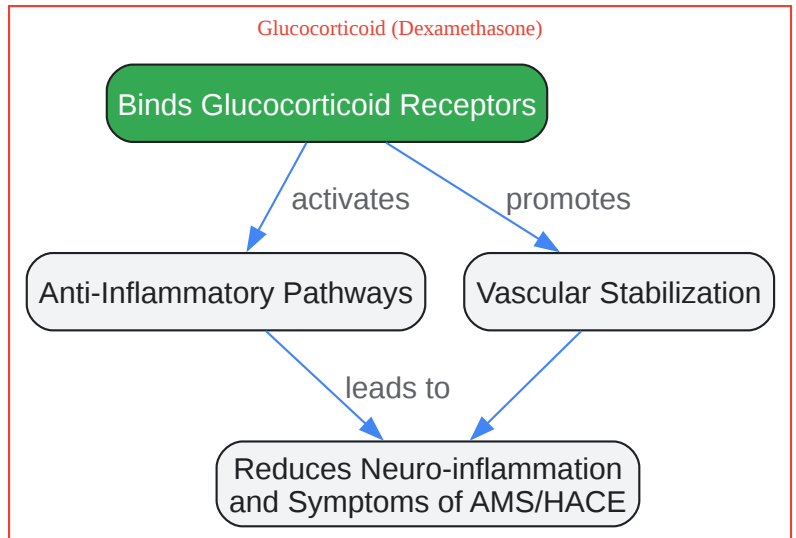 Glucocorticoid (Dexamethasone)
Binds Glucocorticoid Receptors
activates
promotes
Anti-Inflammatory Pathways
Vascular Stabilization
leads to
Reduces Neuro-inflammation
and Symptoms of AMS/HACE